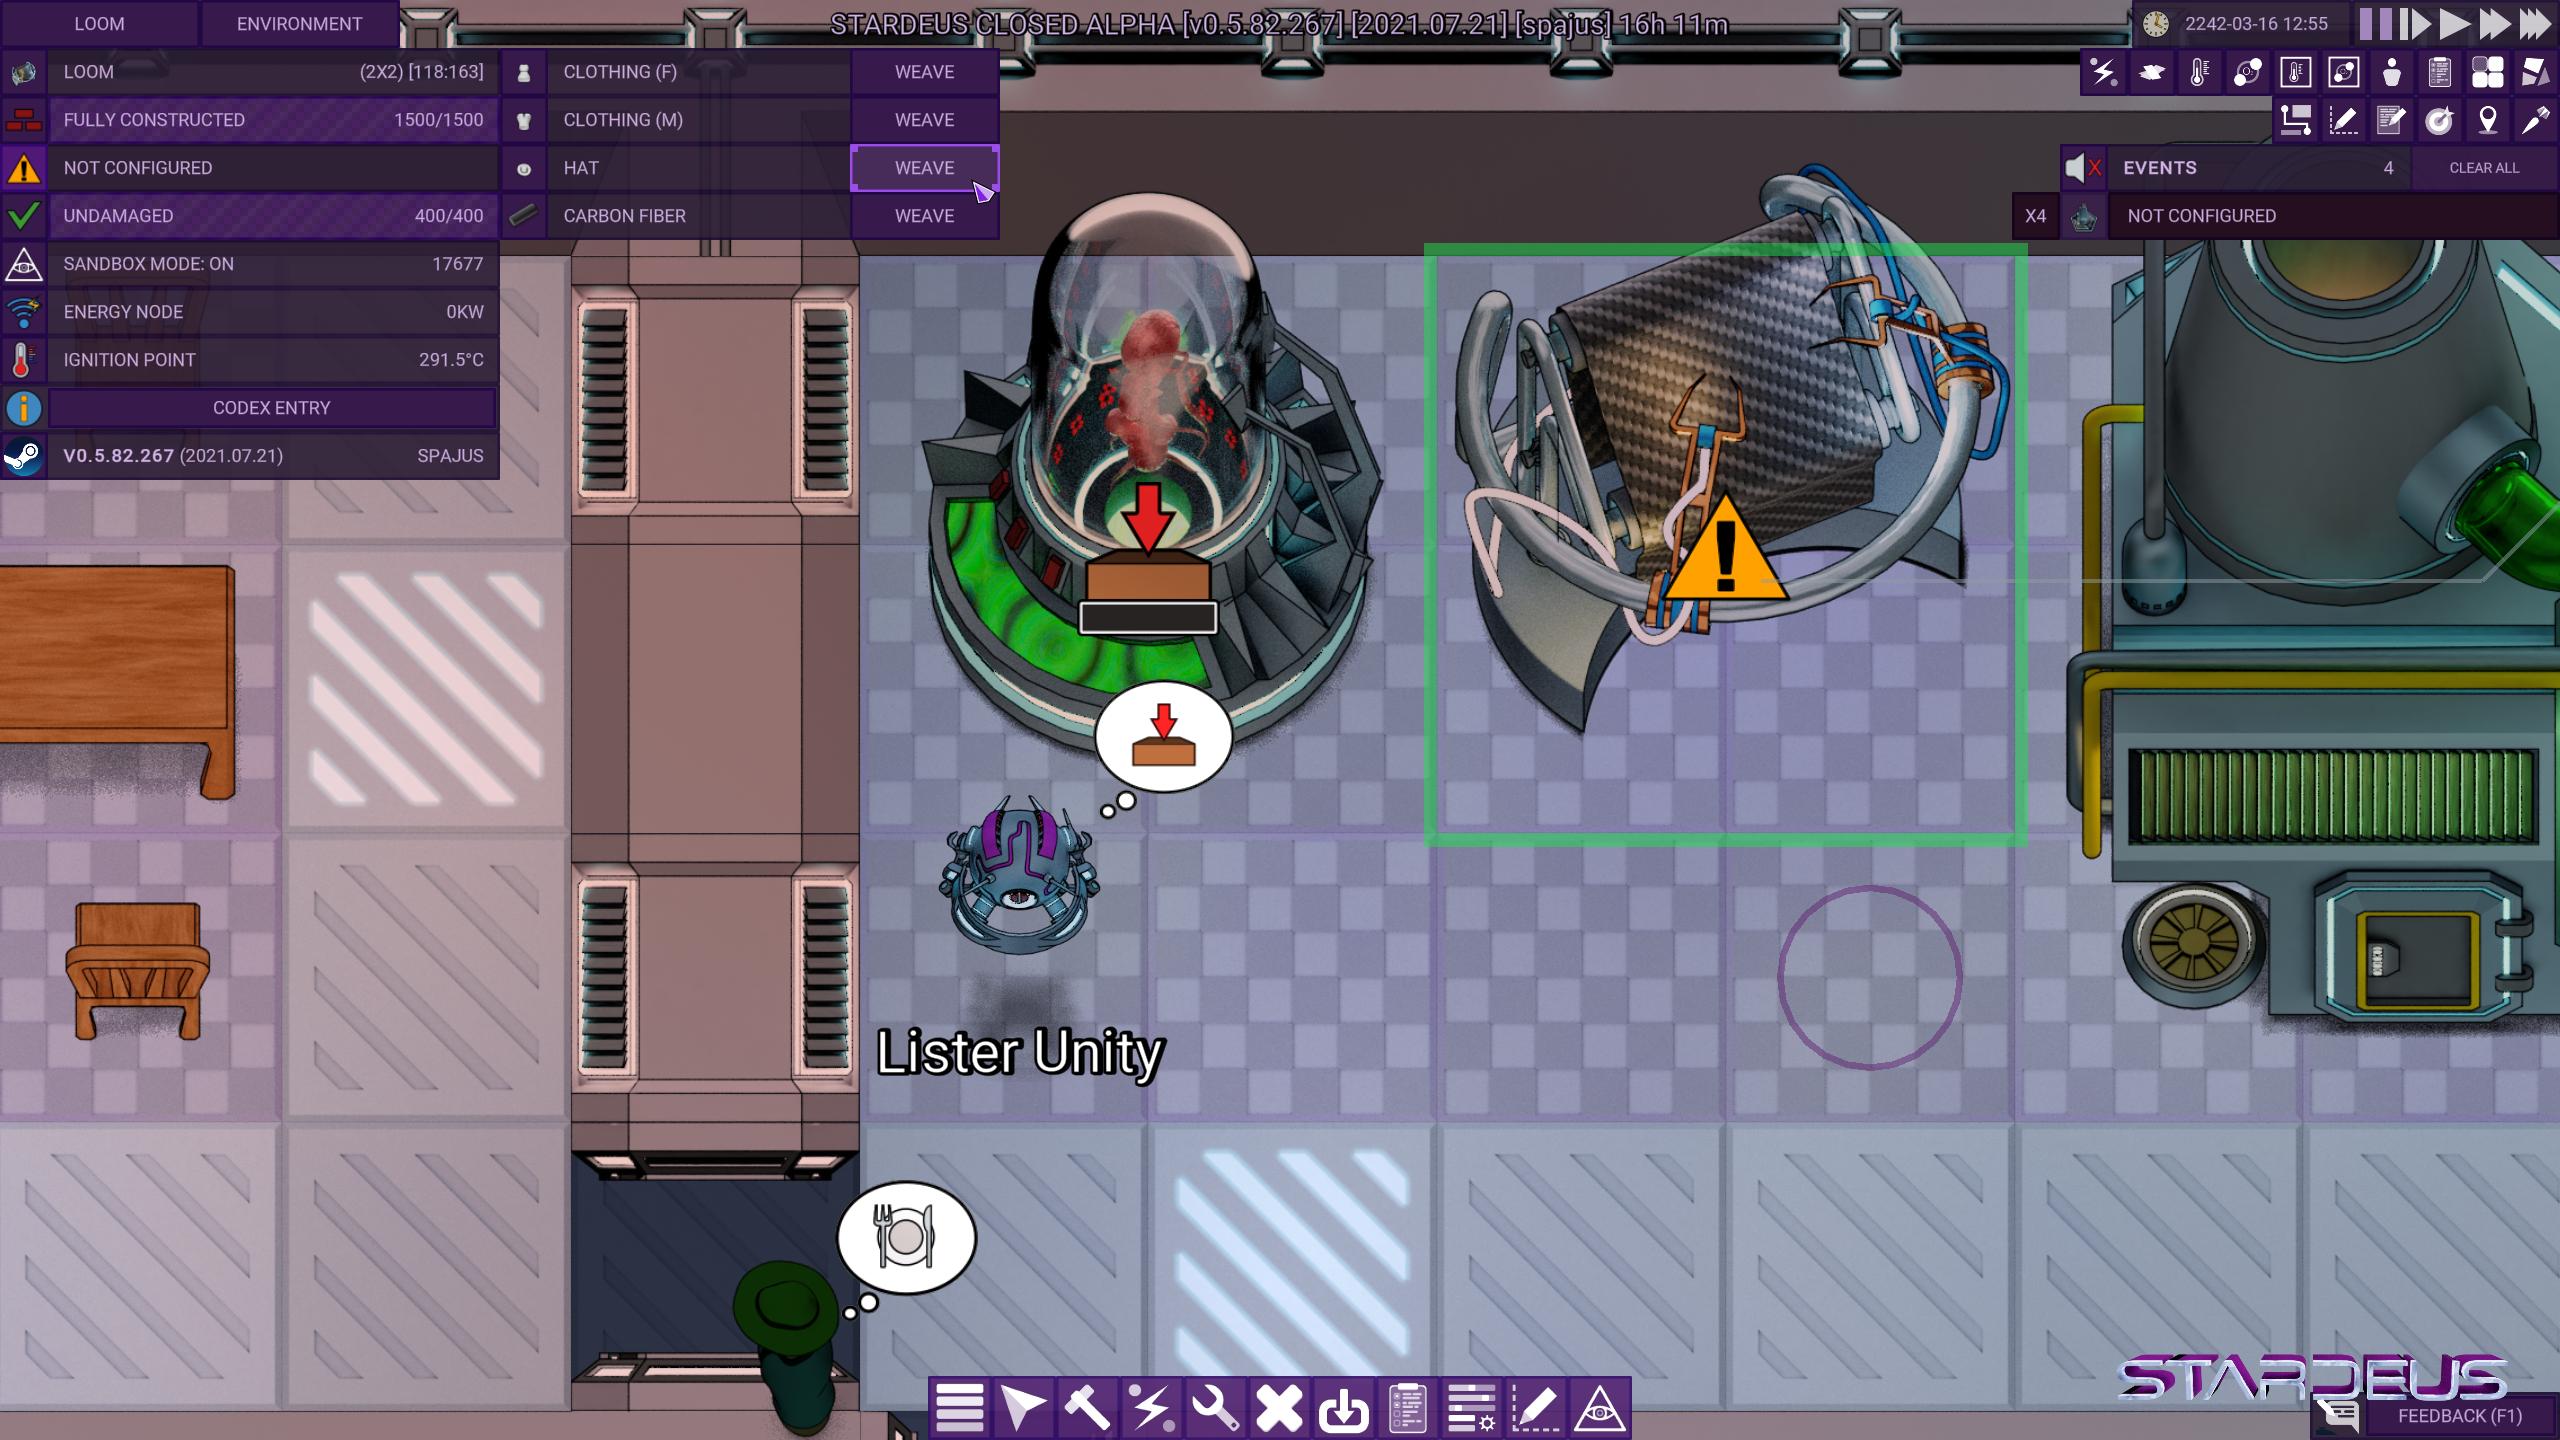 LOOM ENVIRONMENT STARDEUS CLOSED ALPHA [v0.5.82.267] [2021.07.21] [spajus] 16h 11m 2242-03-16 12:55
LOOM (2X2) [118:163] CLOTHING (F) WEAVE
FULLY CONSTRUCTED 1500/1500 CLOTHING (M) WEAVE
NOT CONFIGURED HAT WEAVE EVENTS 4 CLEAR ALL
UNDAMAGED 400/400 CARBON FIBER WEAVE X4 NOT CONFIGURED
SANDBOX MODE: ON 17677
ENERGY NODE 0KW
IGNITION POINT 291.5°C
CODEX ENTRY
V0.5.82.267 (2021.07.21) SPAJUS
Lister Unity
STARDEUS
FEEDBACK (F1)